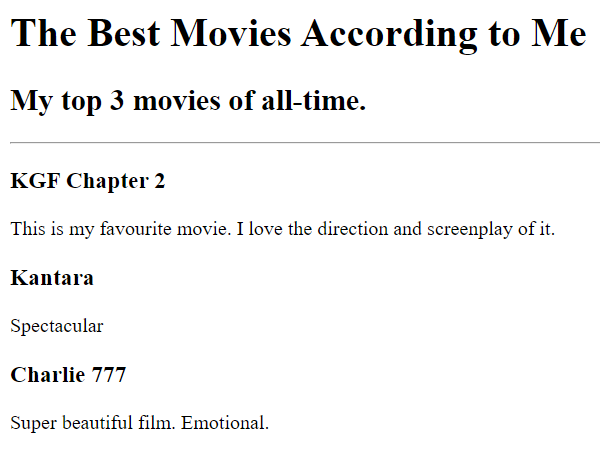 The Best Movies According to Me
My top 3 movies of all-time.
KGF Chapter 2
This is my favourite movie. I love the direction and screenplay of it.
Kantara
Spectacular
Charlie 777
Super beautiful film. Emotional.